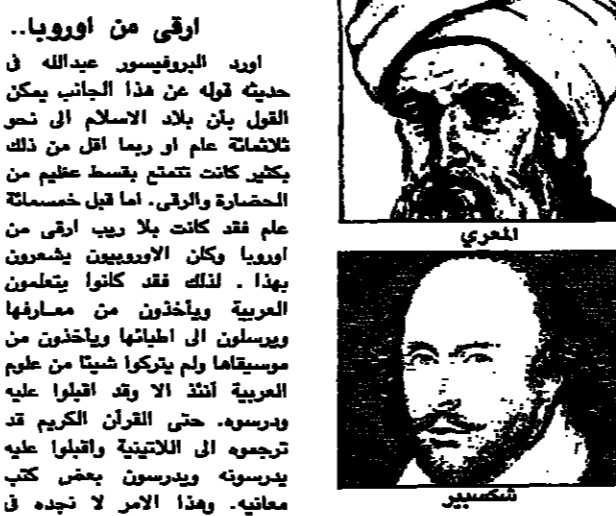 ارقى من اوروبا..
اورد البروفيسور عبدالله في
حديثه قوله عن هذا الجانب يمكن
القول بأن بلاد الاسلام الى نحو
ثلاثمائة عام او ربما اقل من ذلك
بكثير كانت تتمتع بقسط عظيم من
الحضارة والرقى. اما قبل خمسمائة
عام فقد كانت بلا ريب ارقى من
اوروبا وكان الاوروبيون يشعرون
بهذا . لذلك فقد كانوا يتعلمون
العربية ويأخذون من معارفها
ويرسلون الى اطبائها ويأخذون من
موسيقاها ولم يتركوا شيئا من علوم
العربية آنئذ الا وقد اقبلوا عليه
ودرسوه. حتى القرآن الكريم قد
ترجموه الى اللاتينية واقبلوا عليه
يدرسونه ويدرسون بعض كتب
معانيه. وهذا الامر لا نجده في
المعري
شكسبير